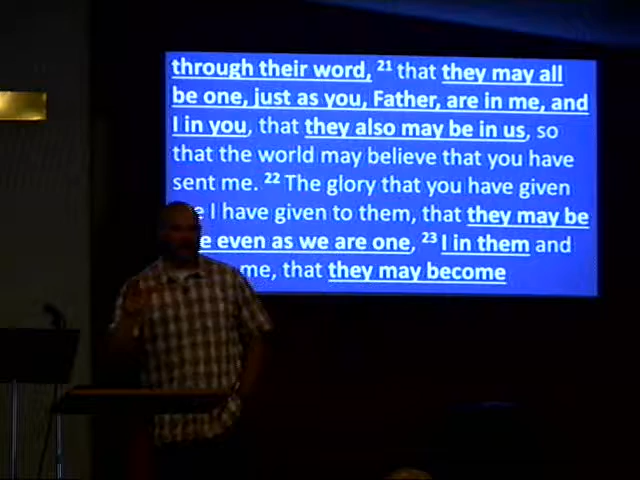 through their word, 21 that they may all
be one, just as you, Father, are in me, and
I in you, that they also may be in us, so
that the world may believe that you have
sent me. 22 The glory that you have given
e I have given to them, that they may be
e even as we are one, 23 I in them and
me, that they may become